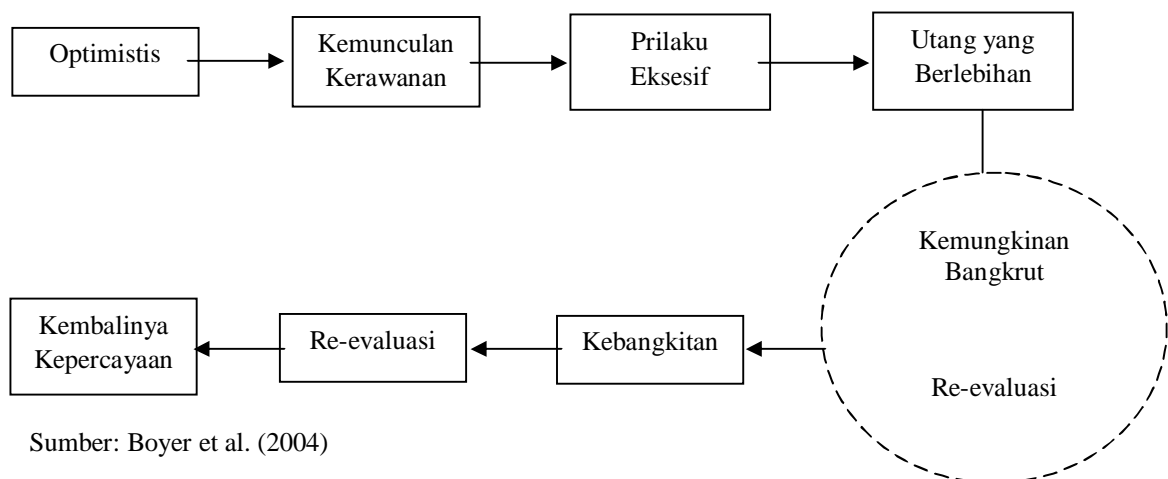 Optimistis
Kemunculan
Kerawanan
Prilaku
Eksesif
Utang yang
Berlebihan
Kemungkinan
Bangkrut
Re-evaluasi
Kebangkitan
Re-evaluasi
Kembalinya
Kepercayaan
Sumber: Boyer et al. (2004)